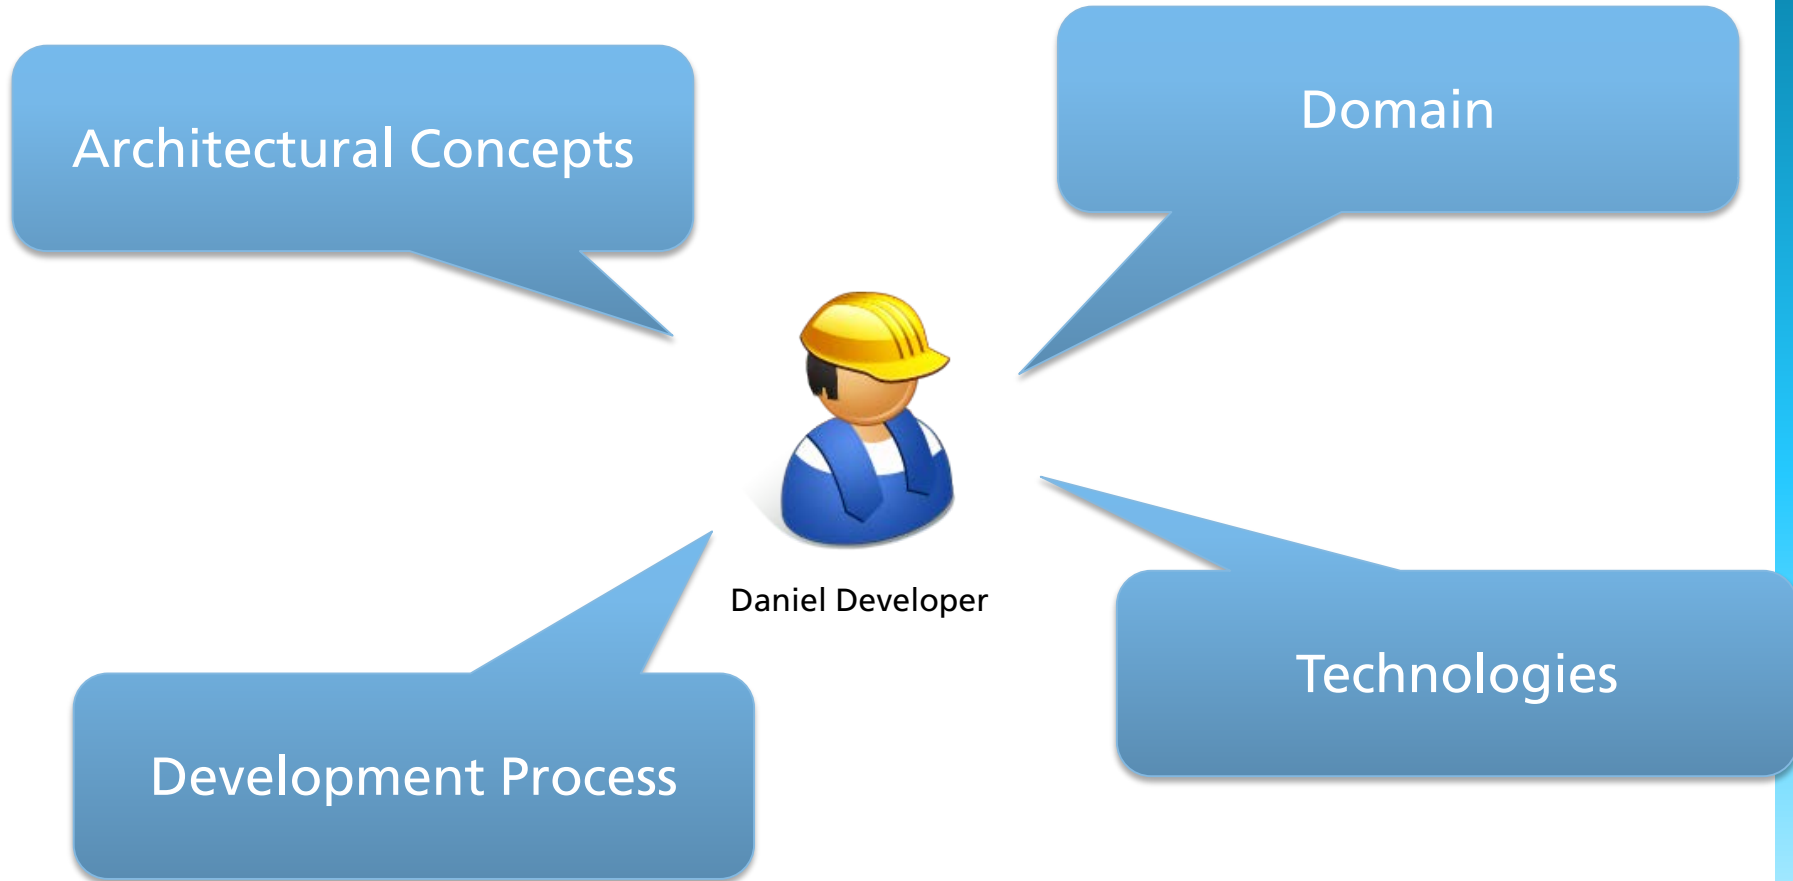 Architectural Concepts
Domain
Daniel Developer
Technologies
Development Process